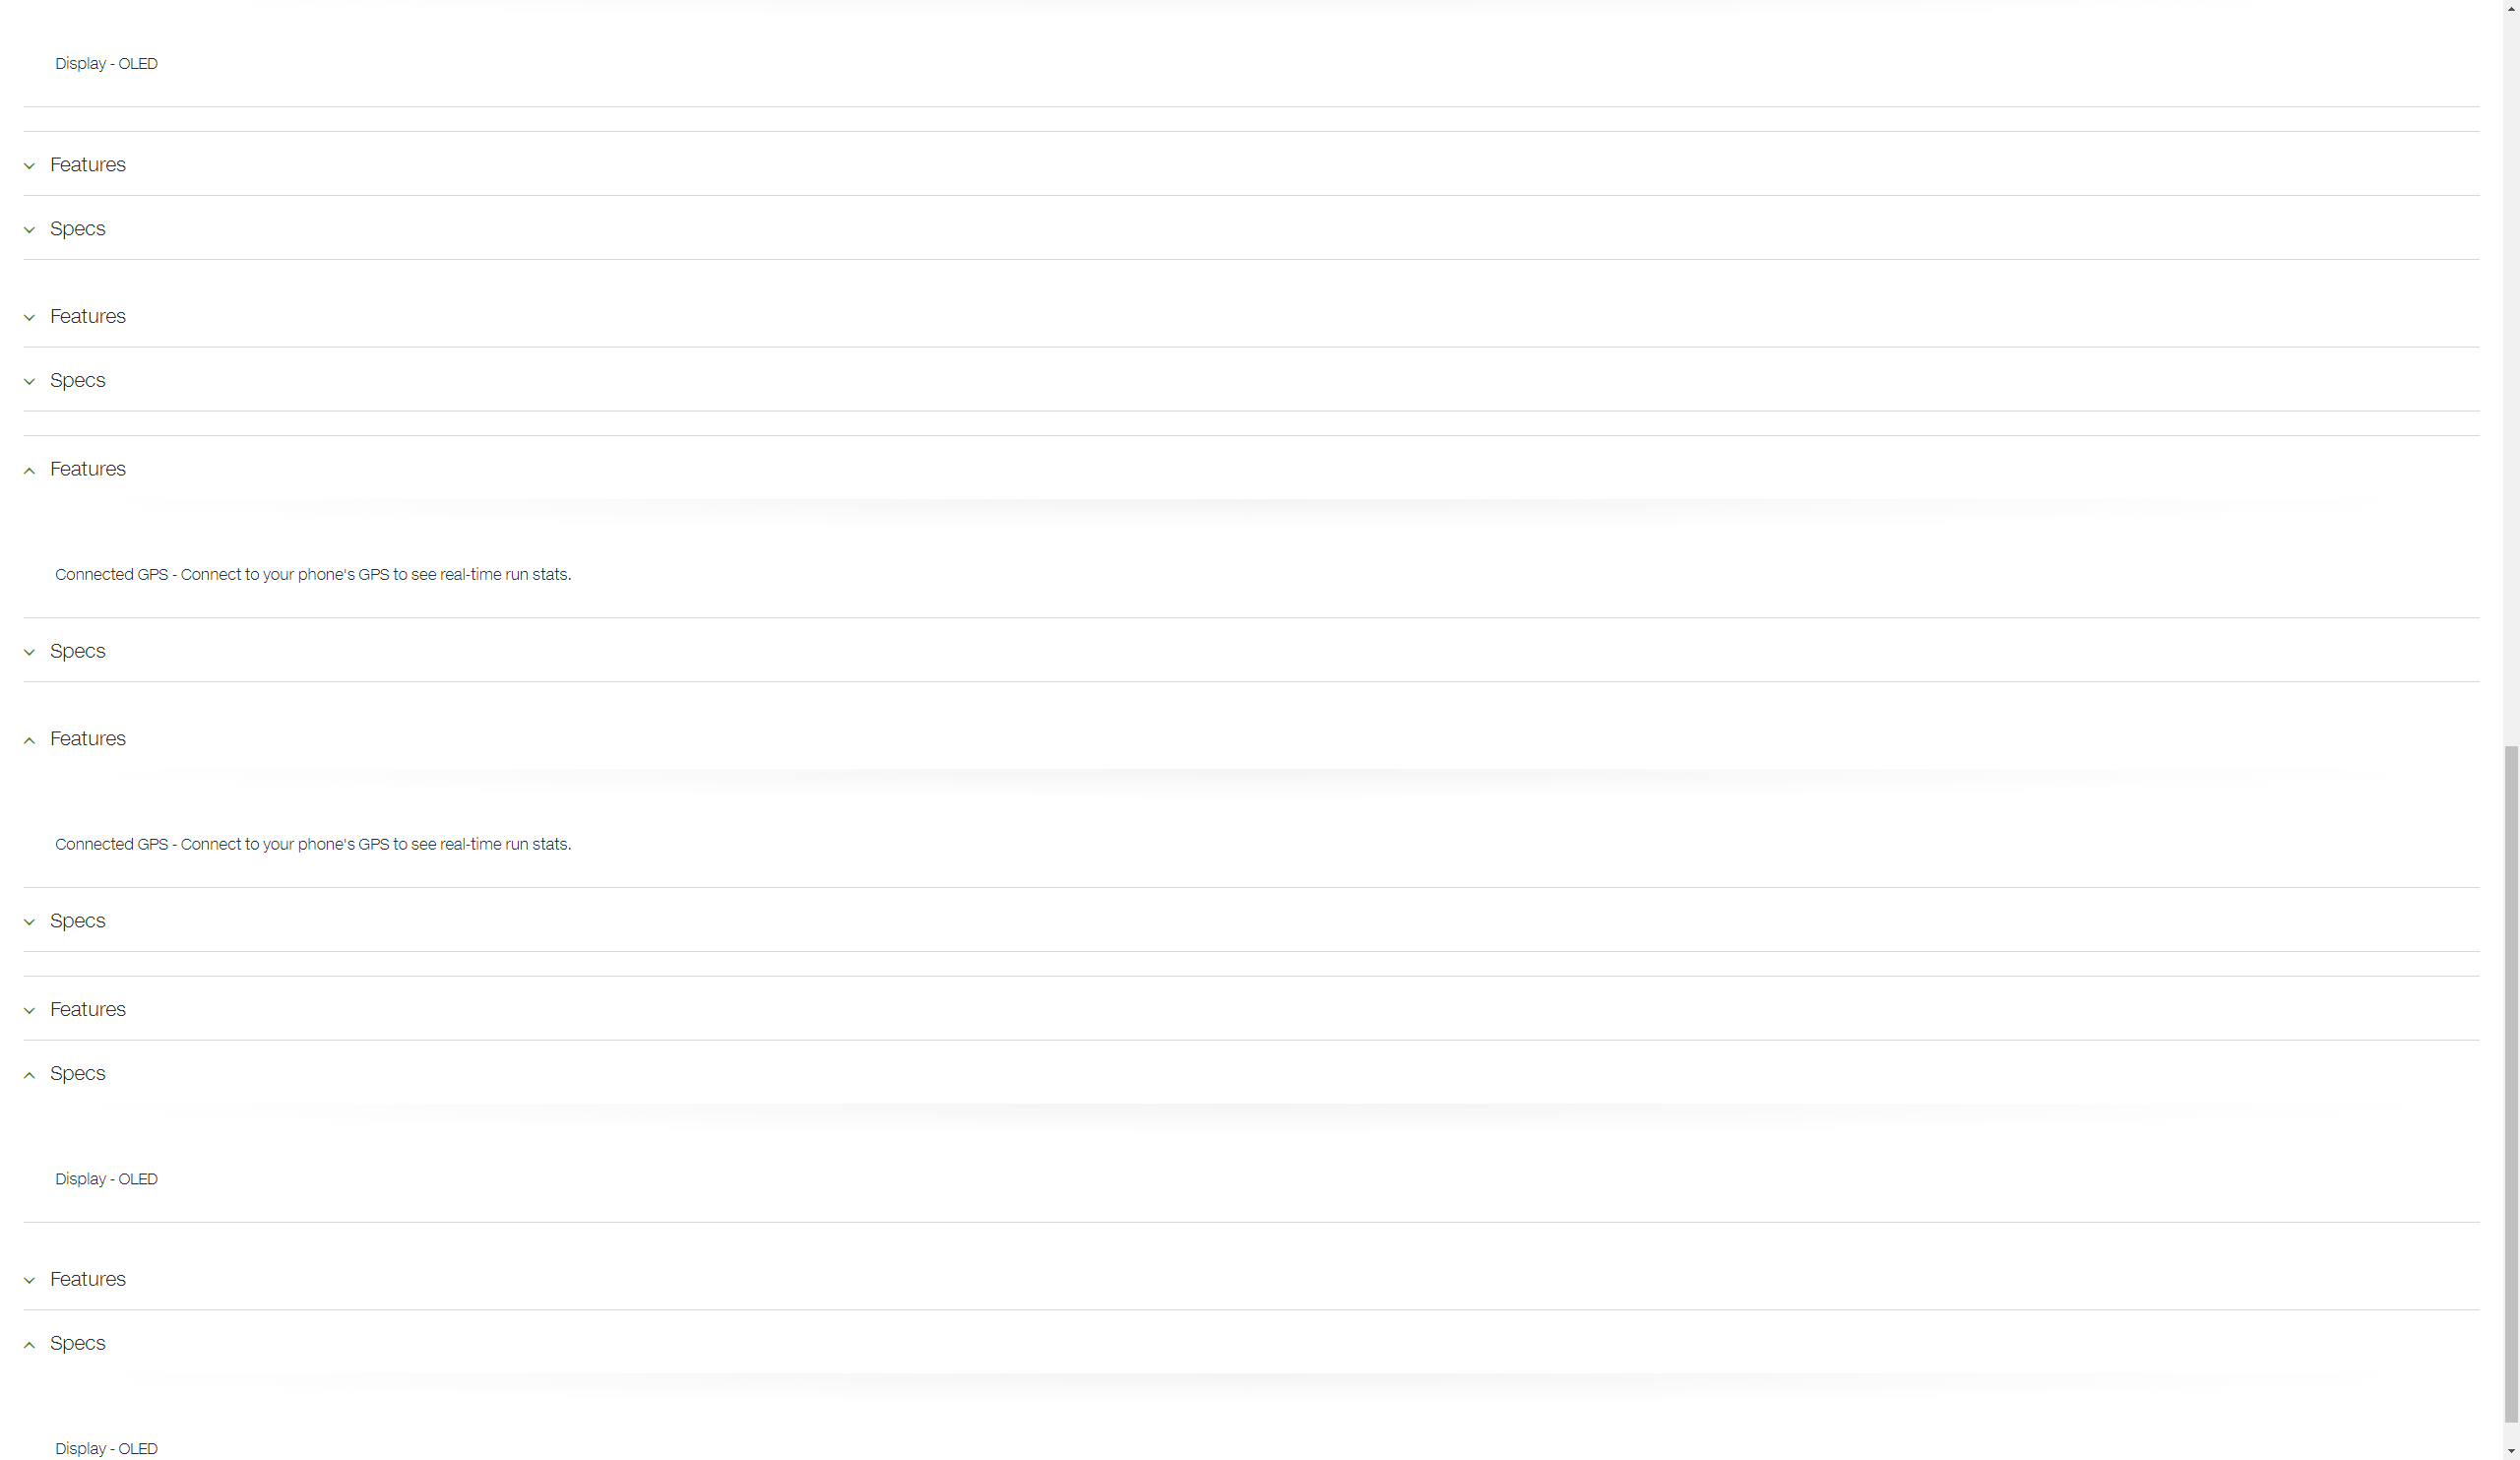 Display - OLED
Features
Specs
Features
Specs
Features
Connected GPS - Connect to your phone's GPS to see real-time run stats.
Specs
Features
Connected GPS - Connect to your phone's GPS to see real-time run stats.
Specs
Features
Specs
Display - OLED
Features
Specs
Display - OLED